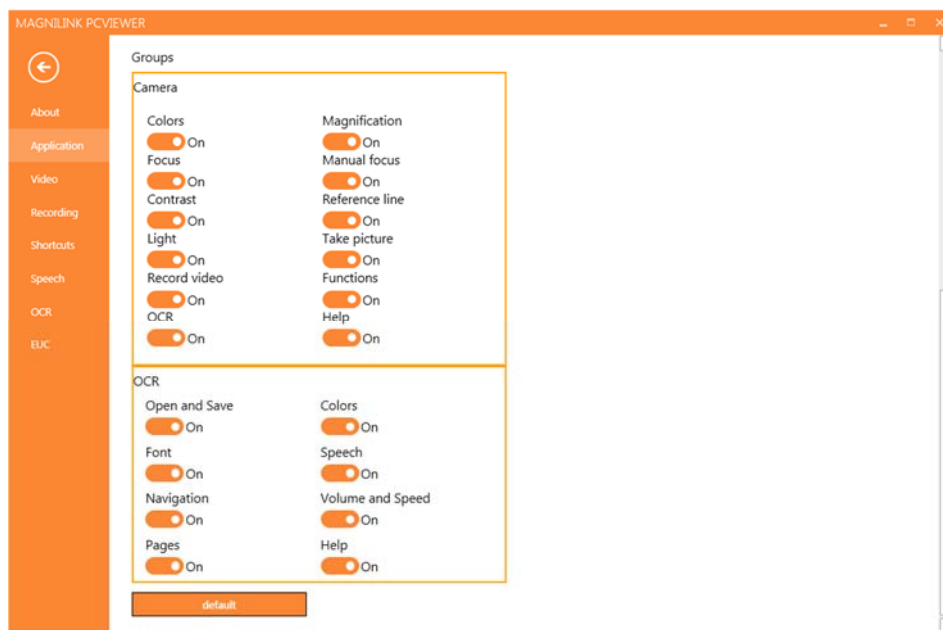 MAGNILINK PCVIEWER
About
Application
Video
Recording
Shortcuts
Speech
OCR
EUC
Groups
Camera
Colors
On
Magnification
On
Focus
On
Manual focus
On
Contrast
On
Reference line
On
Light
On
Take picture
On
Record video
On
Functions
On
OCR
On
Help
On
OCR
Open and Save
On
Colors
On
Font
On
Speech
On
Navigation
On
Volume and Speed
On
Pages
On
Help
On
default